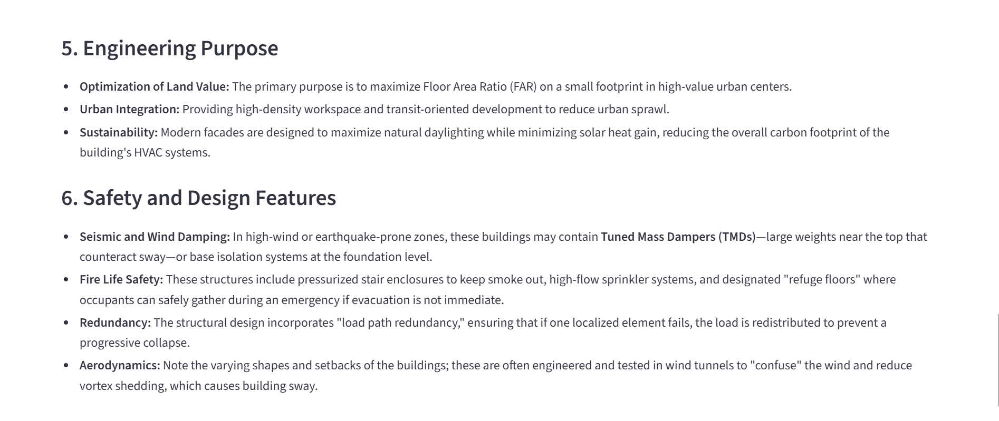 5. Engineering Purpose
• Optimization of Land Value: The primary purpose is to maximize Floor Area Ratio (FAR) on a small footprint in high-value urban centers.
• Urban Integration: Providing high-density workspace and transit-oriented development to reduce urban sprawl.
• Sustainability: Modern facades are designed to maximize natural daylighting while minimizing solar heat gain, reducing the overall carbon footprint of the
building's HVAC systems.
6. Safety and Design Features
• Seismic and Wind Damping: In high-wind or earthquake-prone zones, these buildings may contain Tuned Mass Dampers (TMDs)—large weights near the top that
counteract sway—or base isolation systems at the foundation level.
• Fire Life Safety: These structures include pressurized stair enclosures to keep smoke out, high-flow sprinkler systems, and designated "refuge floors" where
occupants can safely gather during an emergency if evacuation is not immediate.
• Redundancy: The structural design incorporates "load path redundancy," ensuring that if one localized element fails, the load is redistributed to prevent a
progressive collapse.
• Aerodynamics: Note the varying shapes and setbacks of the buildings; these are often engineered and tested in wind tunnels to "confuse" the wind and reduce
vortex shedding, which causes building sway.